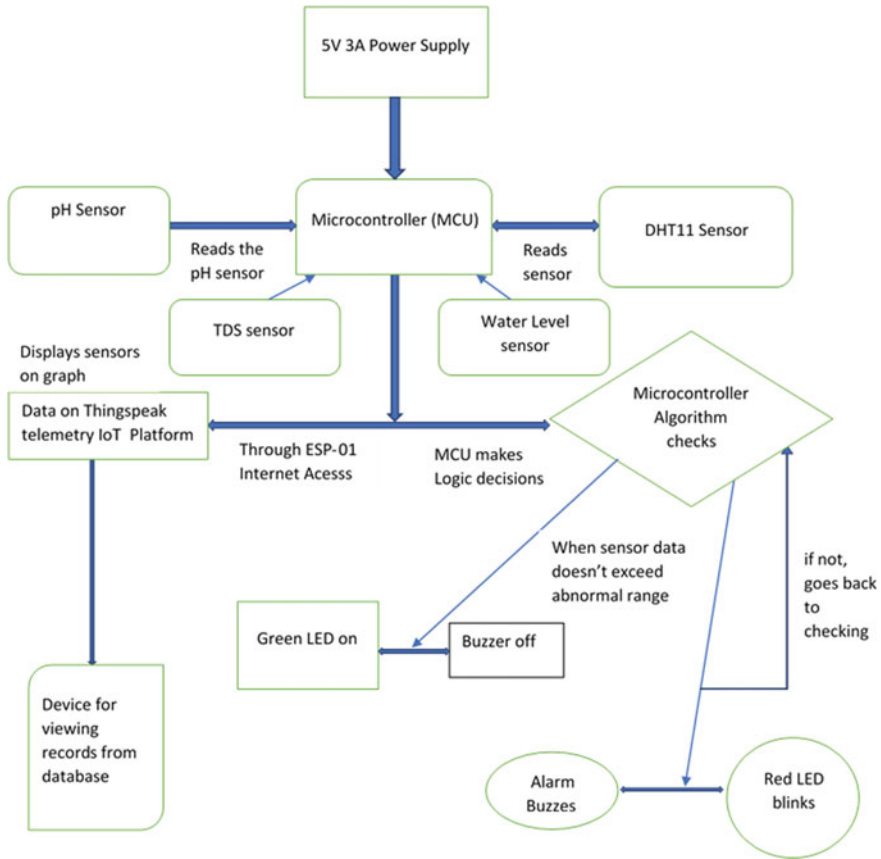 5V 3A Power Supply
pH Sensor
Microcontroller (MCU)
DHT11 Sensor
Reads the
pH sensor
Reads
sensor
TDS sensor
Water Level
sensor
Displays sensors
on graph
Data on Thingspeak
telemetry IoT Platform
Microcontroller
Algorithm
checks
Through ESP-01
Internet Acesss
MCU makes
Logic decisions
When sensor data
doesn't exceed
abnormal range
if not,
goes back
to
checking
Green LED on
Buzzer off
Device for
viewing
records from
database
Alarm
Buzzes
Red LED
blinks